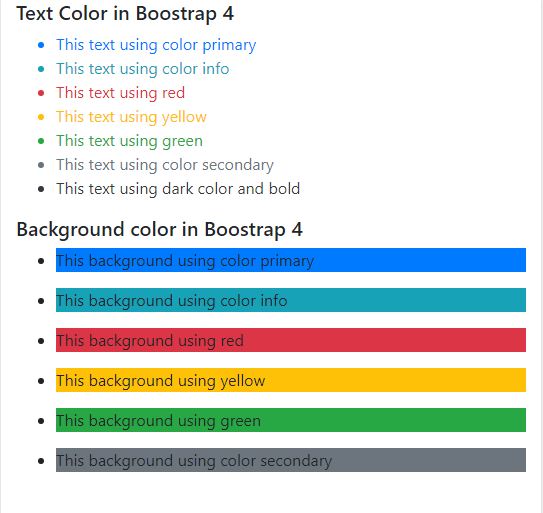 Text Color in Boostrap 4
This text using color primary
This text using color info
This text using red
This text using yellow
This text using green
This text using color secondary
This text using dark color and bold
Background color in Boostrap 4
This background using color primary
This background using color info
This background using red
This background using yellow
This background using green
This background using color secondary